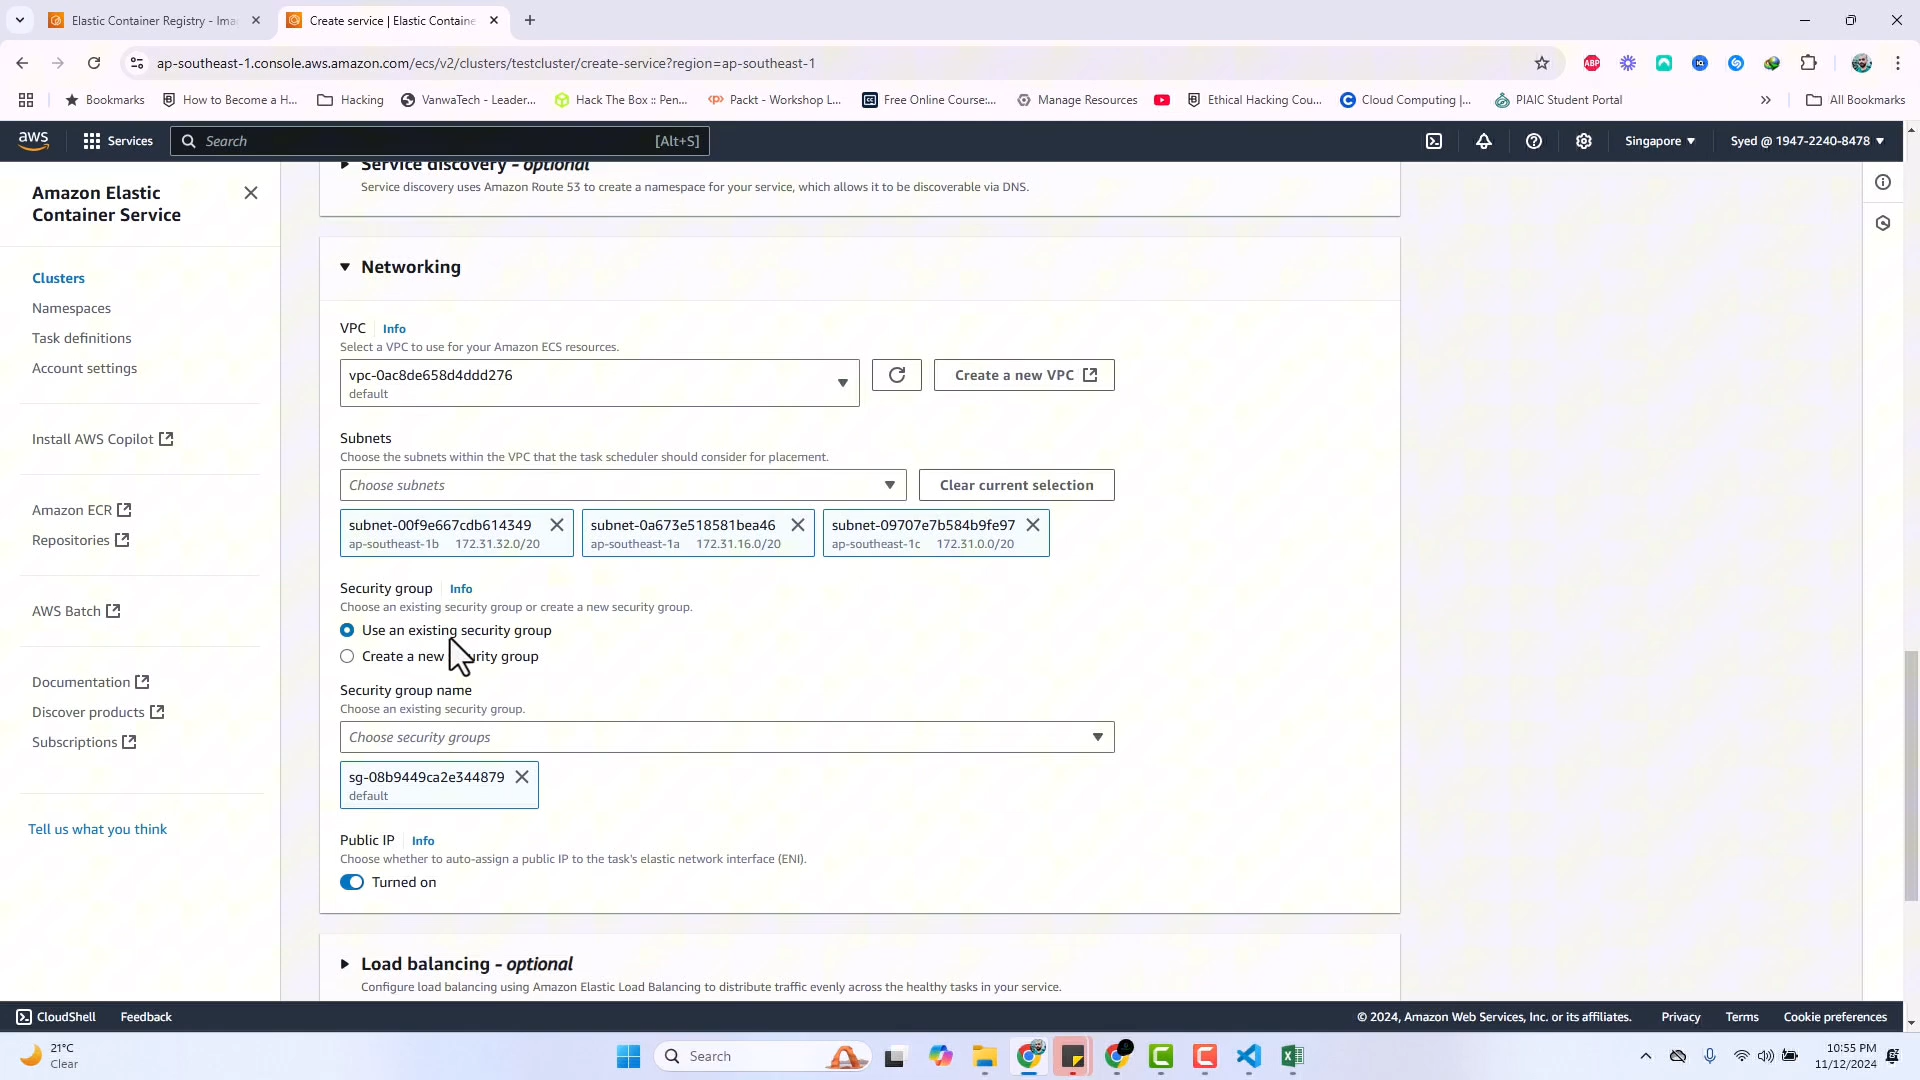 Elastic Container Registry - Ima
Create service | Elastic Containe
ap-southeast-1.console.aws.amazon.com/ecs/v2/clusters/testcluster/create-service?region=ap-southeast-1
Bookmarks
How to Become a H...
Hacking
VanwaTech - Leader...
Hack The Box :: Pen...
Packt - Workshop L...
Free Online Course:...
Manage Resources
Ethical Hacking Cou...
Cloud Computing |...
PIAIC Student Portal
All Bookmarks
aws
Services
Search
[Alt+S]
Singapore
Syed @ 1947-2240-8478
Amazon Elastic
Container Service
Clusters
Namespaces
Task definitions
Account settings
Install AWS Copilot
Amazon ECR
Repositories
AWS Batch
Documentation
Discover products
Subscriptions
Tell us what you think
Service discovery - optional
Service discovery uses Amazon Route 53 to create a namespace for your service, which allows it to be discoverable via DNS.
Networking
VPC Info
Select a VPC to use for your Amazon ECS resources.
vpc-0ac8de658d4ddd276
default
Create a new VPC
Subnets
Choose the subnets within the VPC that the task scheduler should consider for placement.
Choose subnets
Clear current selection
subnet-00f9e667cdb614349
ap-southeast-1b 172.31.32.0/20
subnet-0a673e518581bea46
ap-southeast-1a 172.31.16.0/20
subnet-09707e7b584b9fe97
ap-southeast-1c 172.31.0.0/20
Security group Info
Choose an existing security group or create a new security group.
Use an existing security group
Create a new security group
Security group name
Choose an existing security group.
Choose security groups
sg-08b9449ca2e344879
default
Public IP Info
Choose whether to auto-assign a public IP to the task's elastic network interface (ENI).
Turned on
Load balancing - optional
Configure load balancing using Amazon Elastic Load Balancing to distribute traffic evenly across the healthy tasks in your service.
CloudShell
Feedback
© 2024, Amazon Web Services, Inc. or its affiliates.
Privacy
Terms
Cookie preferences
21°C
Clear
Search
10:55 PM
11/12/2024